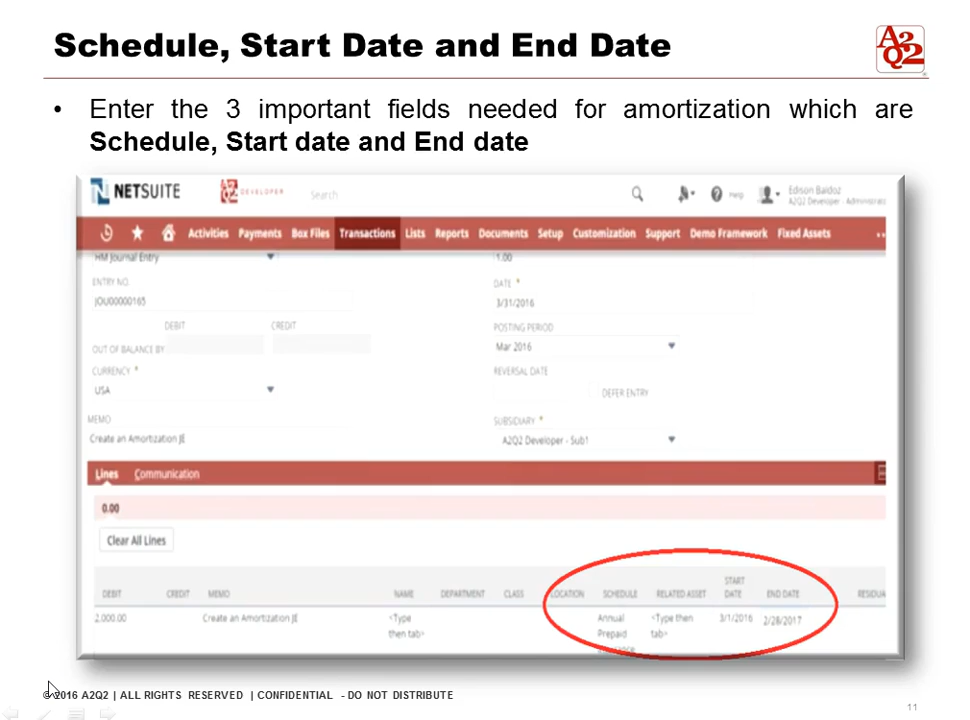 Schedule, Start Date and End Date
A2Q2
• Enter the 3 important fields needed for amortization which are
Schedule, Start date and End date
NETSUITE A2Q2 DEVELOPER Search Help Edison Baldoz
A2Q2 Developer - Administrator
Activities Payments Box Files Transactions Lists Reports Documents Setup Customization Support Demo Framework Fixed Assets ..
HM Journal Entry 1.00
ENTRY NO. DATE *
JOU00000165 3/31/2016
DEBIT CREDIT POSTING PERIOD
OUT OF BALANCE BY Mar 2016
CURRENCY * REVERSAL DATE
USA DEFER ENTRY
MEMO SUBSIDIARY *
Create an Amortization JE A2Q2 Developer - Sub1
Lines Communication
0.00
Clear All Lines
DEBIT CREDIT MEMO NAME DEPARTMENT CLASS LOCATION SCHEDULE RELATED ASSET START DATE END DATE RESIDUA
2,000.00 Create an Amortization JE <Type then tab> Annual Prepaid <Type then tab> 3/1/2016 2/28/2017
© 2016 A2Q2 | ALL RIGHTS RESERVED | CONFIDENTIAL - DO NOT DISTRIBUTE
11